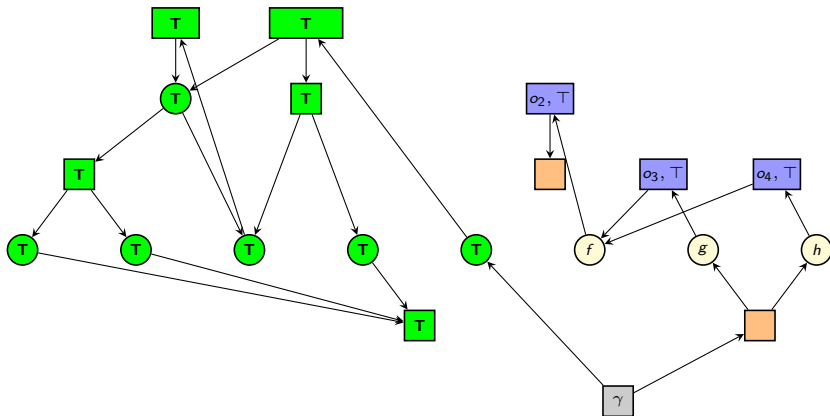 T T
T T o₂, ⊤
T o₃, ⊤ o₄, ⊤
T T T T T f g h
T
γ